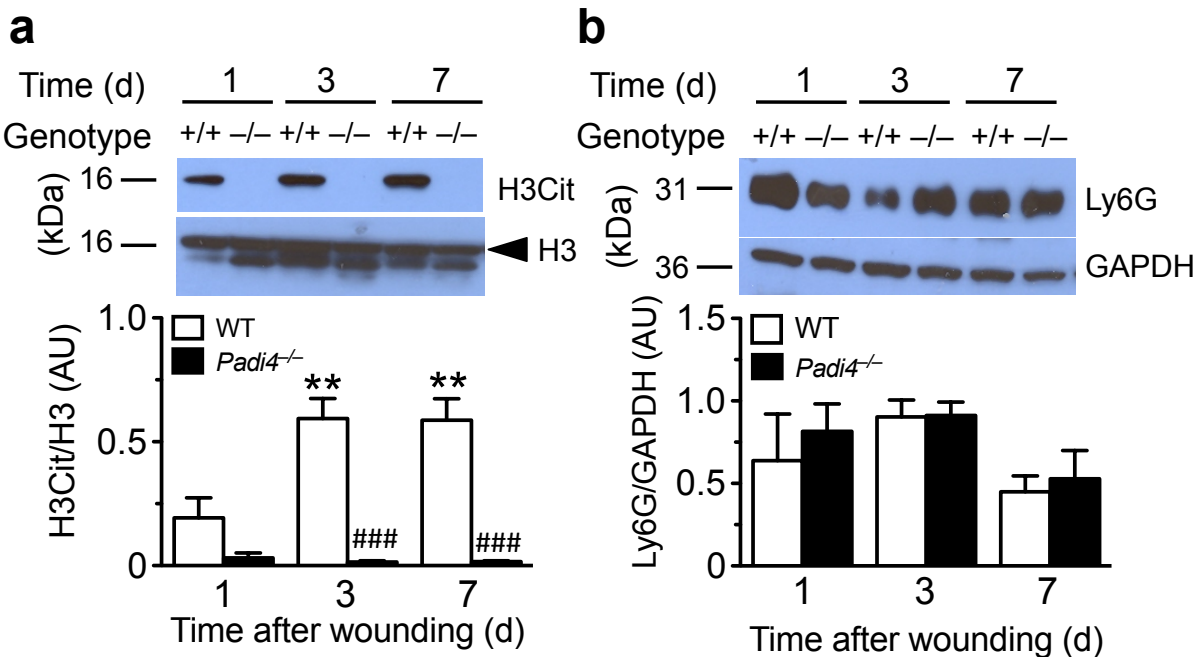 a
Time (d) 1 3 7
Genotype +/+ –/– +/+ –/– +/+ –/–
(kDa)
16 H3Cit
16 H3
H3Cit/H3 (AU)
1.0
0.5
0
WT
Padi4–/–
** **
### ###
1 3 7
Time after wounding (d)
b
Time (d) 1 3 7
Genotype +/+ –/– +/+ –/– +/+ –/–
(kDa)
31 Ly6G
36 GAPDH
Ly6G/GAPDH (AU)
1.5
1.0
0.5
0
WT
Padi4–/–
1 3 7
Time after wounding (d)